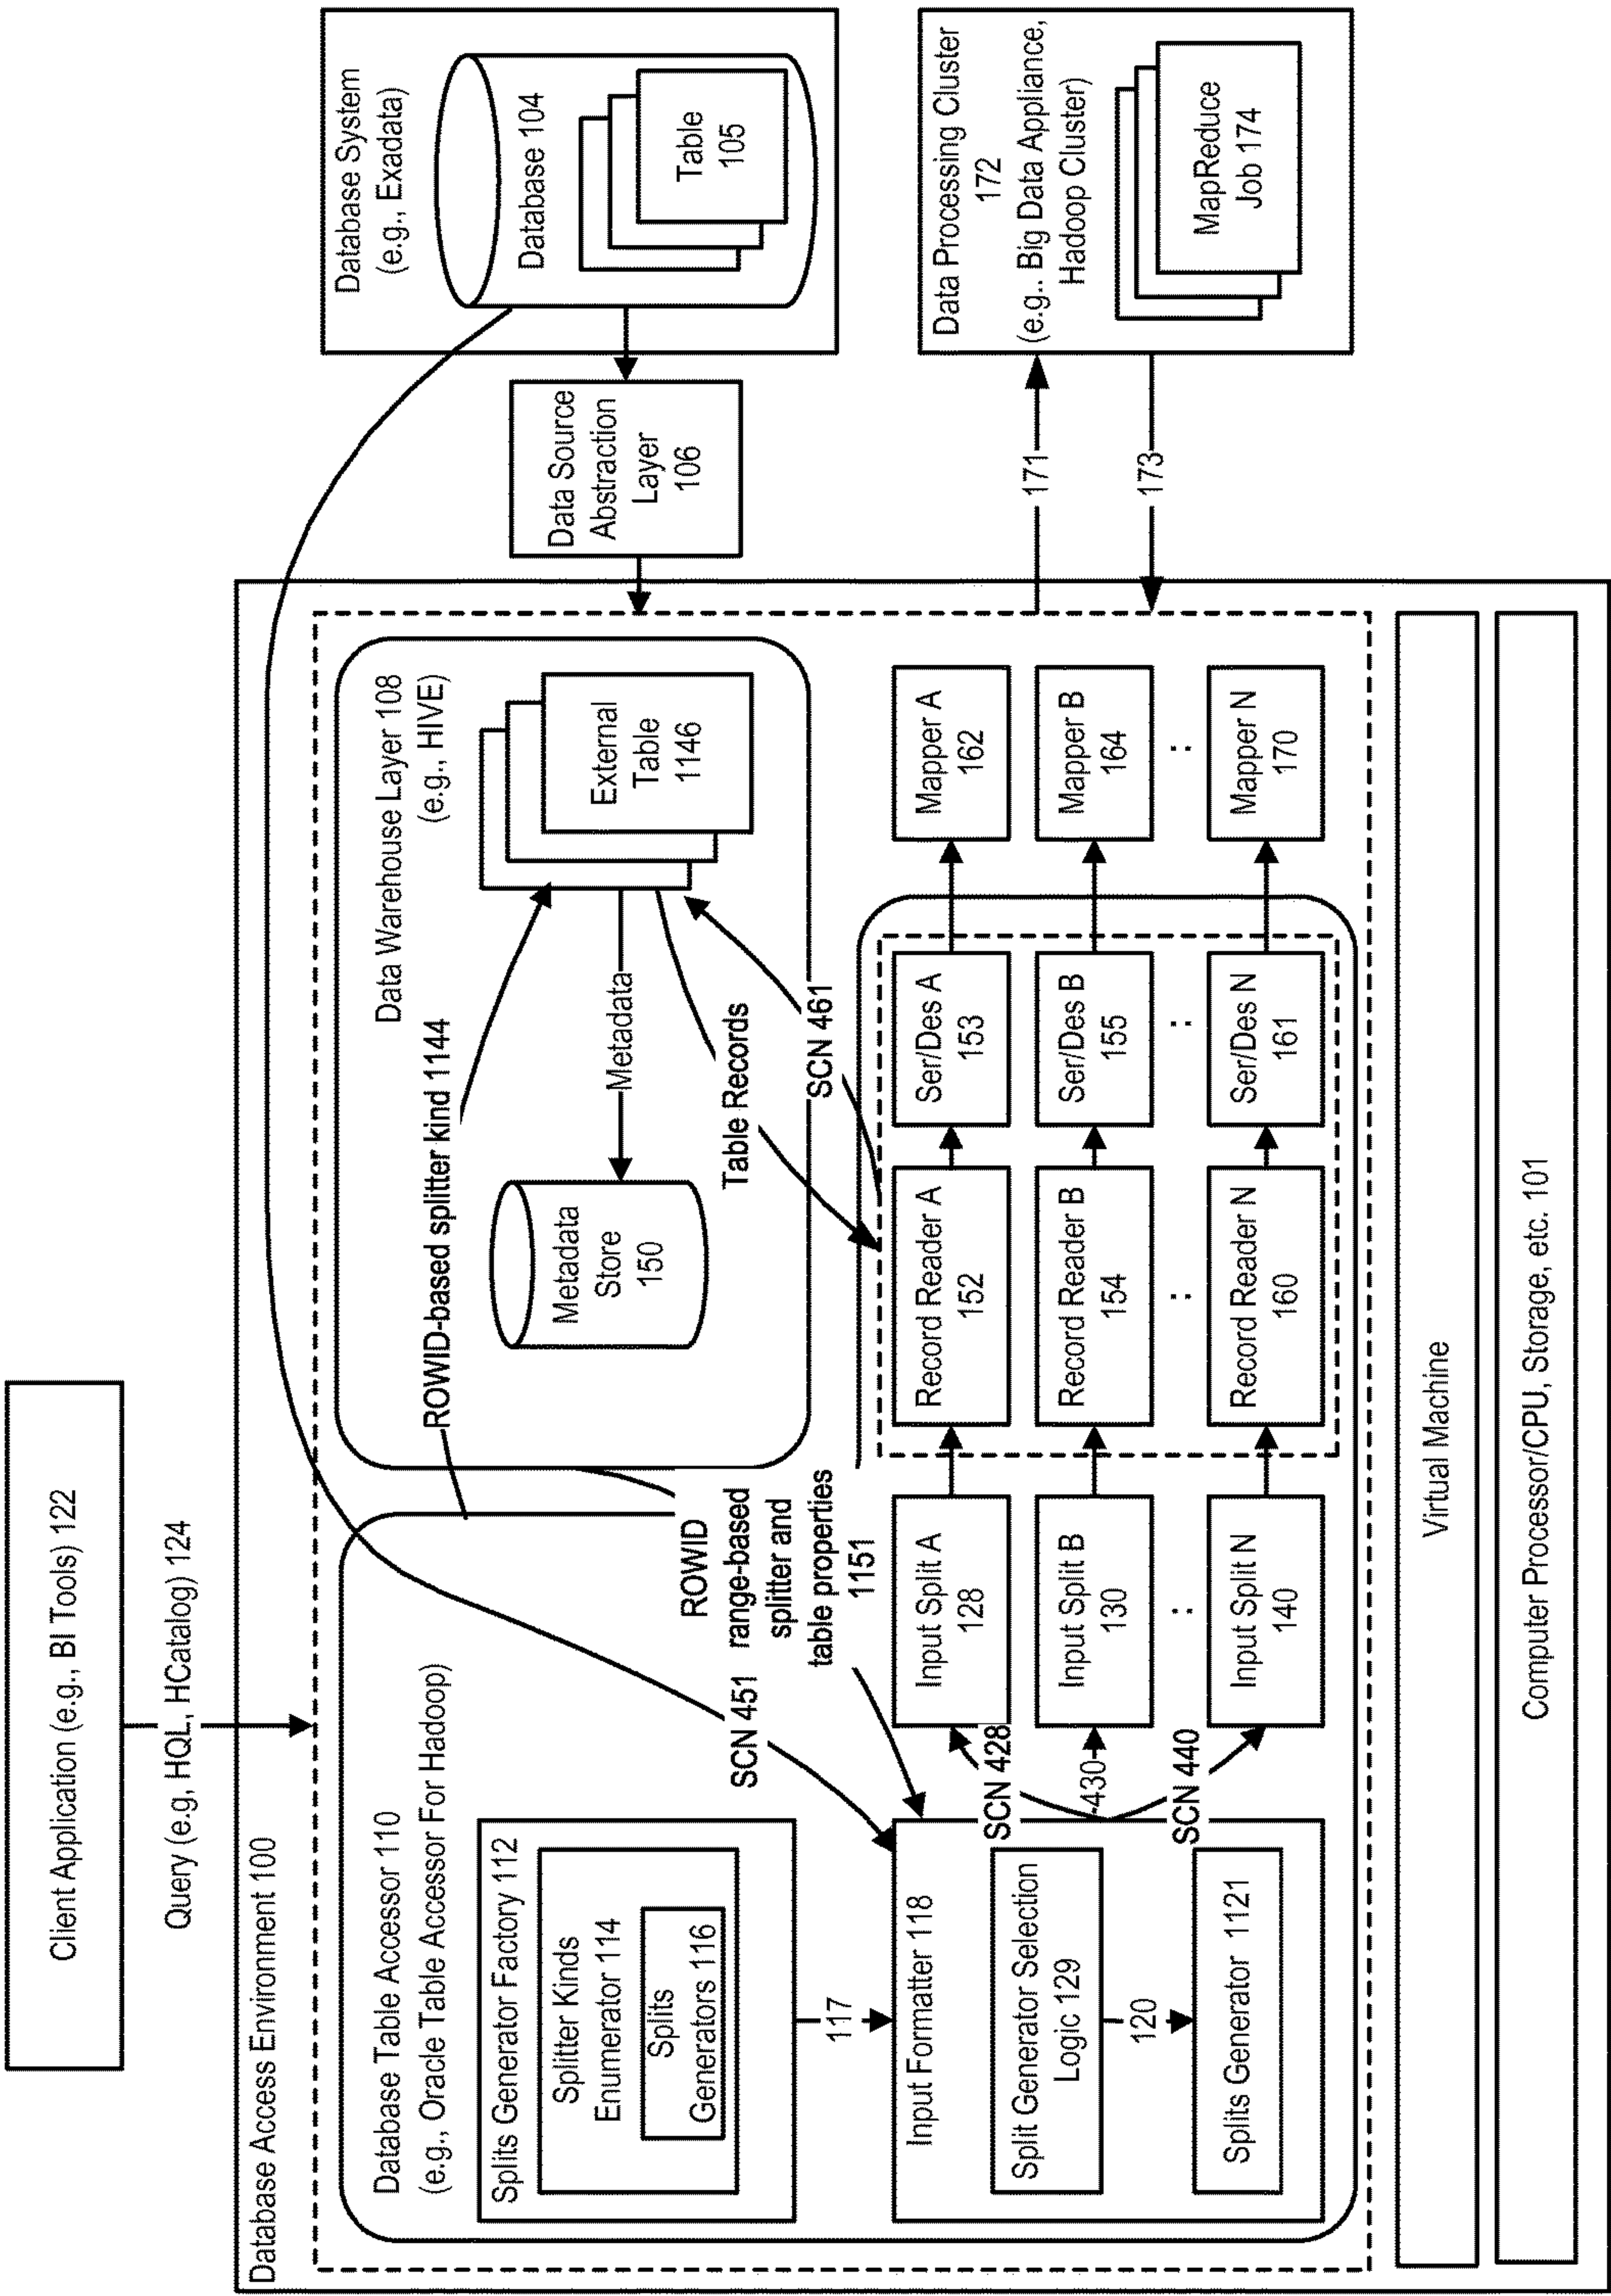 Client Application (e.g., BI Tools) 122
Query (e.g, HQL, HCatalog) 124
Database Access Environment 100
Database Table Accessor 110
(e.g., Oracle Table Accessor For Hadoop)
Splits Generator Factory 112
Splitter Kinds
Enumerator 114
Splits
Generators 116
117
Input Formatter 118
Split Generator Selection
Logic 129
120
Splits Generator 1121
SCN 451
ROWID
range-based
splitter and
table properties
1151
SCN 428
430
SCN 440
Input Split A
128
Input Split B
130
:
:
Input Split N
140
ROWID-based splitter kind 1144
Data Warehouse Layer 108
(e.g., HIVE)
Metadata
Store
150
Metadata
External
Table
1146
Table Records
SCN 461
Record Reader A
152
Record Reader B
154
:
:
Record Reader N
160
Ser/Des A
153
Ser/Des B
155
:
:
Ser/Des N
161
Mapper A
162
Mapper B
164
:
:
Mapper N
170
Data Source
Abstraction
Layer
106
Database System
(e.g., Exadata)
Database 104
Table
105
171
173
Data Processing Cluster
172
(e.g.. Big Data Appliance,
Hadoop Cluster)
MapReduce
Job 174
Virtual Machine
Computer Processor/CPU, Storage, etc. 101